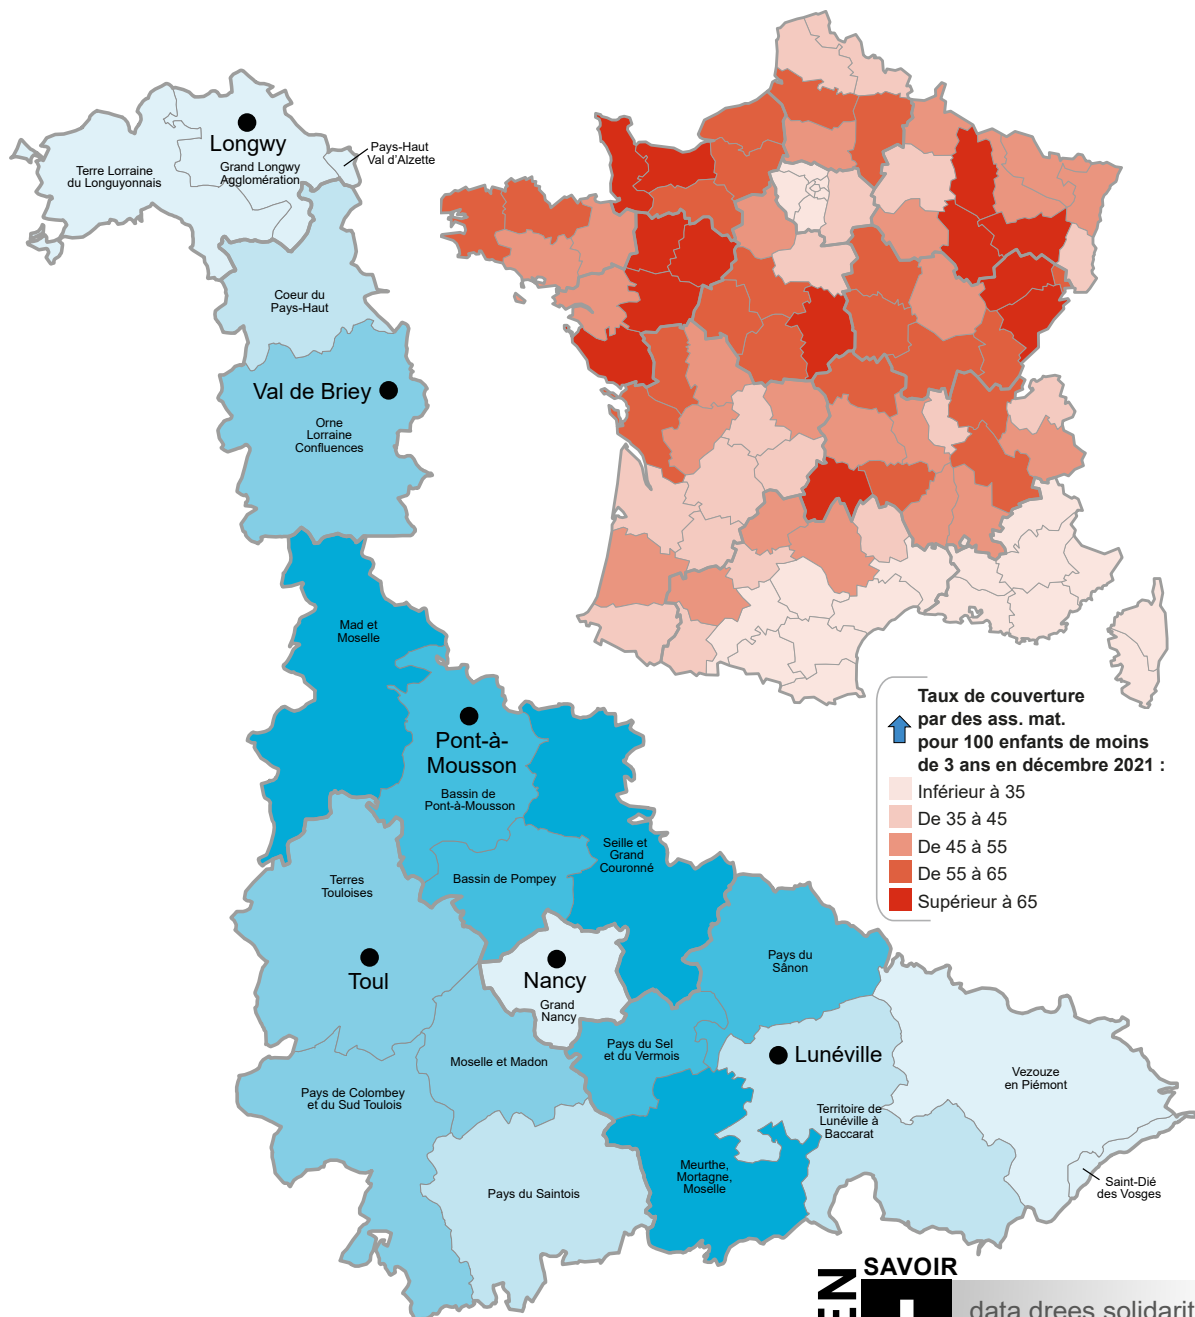 Longwy
Pays-Haut
Val d'Alzette
Terre Lorraine
du Longuyonnais
Grand Longwy
Agglomération
Coeur du
Pays-Haut
Val de Briey
Orne
Lorraine
Confluences
Mad et
Moselle
Pont-à-
Mousson
Bassin de
Pont-à-Mousson
Taux de couverture
par des ass. mat.
pour 100 enfants de moins
de 3 ans en décembre 2021 :
Inférieur à 35
De 35 à 45
De 45 à 55
De 55 à 65
Supérieur à 65
Seille et
Grand
Couronné
Terres
Touloises
Bassin de Pompey
Toul
Nancy
Grand
Nancy
Pays du
Sânon
Pays du Sel
et du Vermois
Lunéville
Moselle et Madon
Vezouze
en Piémont
Pays de Colombey
et du Sud Toulois
Territoire de
Lunéville à
Baccarat
Meurthe,
Mortagne,
Moselle
Pays du Saintois
Saint-Dié
des Vosges
EN
SAVOIR
data.drees.solidarit